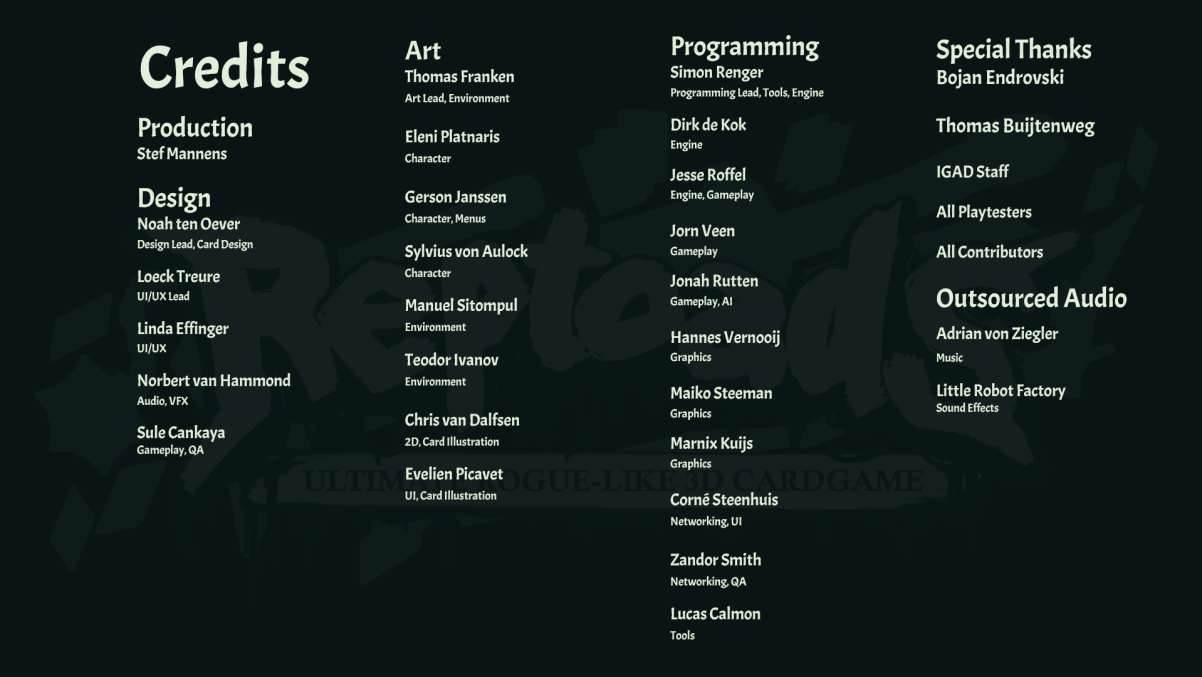 Credits
Production
Stef Mannens
Design
Noah ten Oever
Design Lead, Card Design
Loeck Treure
UI/UX Lead
Linda Effinger
UI/UX
Norbert van Hammond
Audio, VFX
Sule Cankaya
Gameplay, QA
Art
Thomas Franken
Art Lead, Environment
Eleni Platnaris
Character
Gerson Janssen
Character, Menus
Sylvius von Aulock
Character
Manuel Sitompul
Environment
Teodor Ivanov
Environment
Chris van Dalfsen
2D, Card Illustration
Evelien Picavet
UI, Card Illustration
Programming
Simon Renger
Programming Lead, Tools, Engine
Dirk de Kok
Engine
Jesse Roffel
Engine, Gameplay
Jorn Veen
Gameplay
Jonah Rutten
Gameplay, AI
Hannes Vernooij
Graphics
Maiko Steeman
Graphics
Marnix Kuijs
Graphics
Corné Steenhuis
Networking, UI
Zandor Smith
Networking, QA
Lucas Calmon
Tools
Special Thanks
Bojan Endrovski
Thomas Buijtenweg
IGAD Staff
All Playtesters
All Contributors
Outsourced Audio
Adrian von Ziegler
Music
Little Robot Factory
Sound Effects
Reptoads
ULTIMATE ROGUE-LIKE 3D CARDGAME